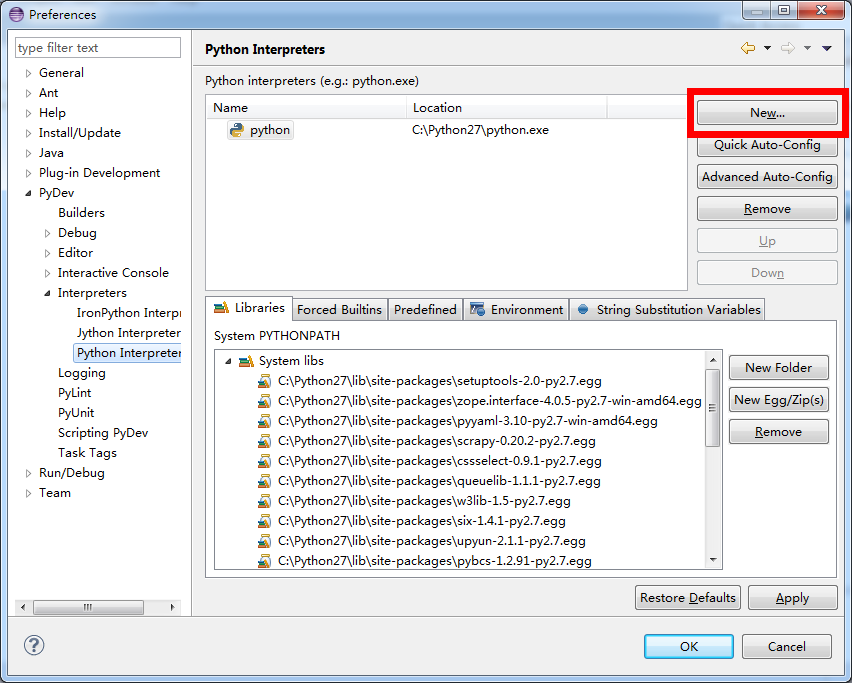 Preferences
type filter text
General
Ant
Help
Install/Update
Java
Plug-in Development
PyDev
Builders
Debug
Editor
Interactive Console
Interpreters
IronPython Interpr
Jython Interpreter
Python Interpreter
Logging
PyLint
PyUnit
Scripting PyDev
Task Tags
Run/Debug
Team
Python Interpreters
Python interpreters (e.g.: python.exe)
Name Location
python C:\Python27\python.exe
New...
Quick Auto-Config
Advanced Auto-Config
Remove
Up
Down
Libraries Forced Builtins Predefined Environment String Substitution Variables
System PYTHONPATH
System libs
C:\Python27\lib\site-packages\setuptools-2.0-py2.7.egg
C:\Python27\lib\site-packages\zope.interface-4.0.5-py2.7-win-amd64.egg
C:\Python27\lib\site-packages\pyyaml-3.10-py2.7-win-amd64.egg
C:\Python27\lib\site-packages\scrapy-0.20.2-py2.7.egg
C:\Python27\lib\site-packages\cssselect-0.9.1-py2.7.egg
C:\Python27\lib\site-packages\queuelib-1.1.1-py2.7.egg
C:\Python27\lib\site-packages\w3lib-1.5-py2.7.egg
C:\Python27\lib\site-packages\six-1.4.1-py2.7.egg
C:\Python27\lib\site-packages\upyun-2.1.1-py2.7.egg
C:\Python27\lib\site-packages\pybcs-1.2.91-py2.7.egg
New Folder
New Egg/Zip(s)
Remove
Restore Defaults Apply
OK Cancel